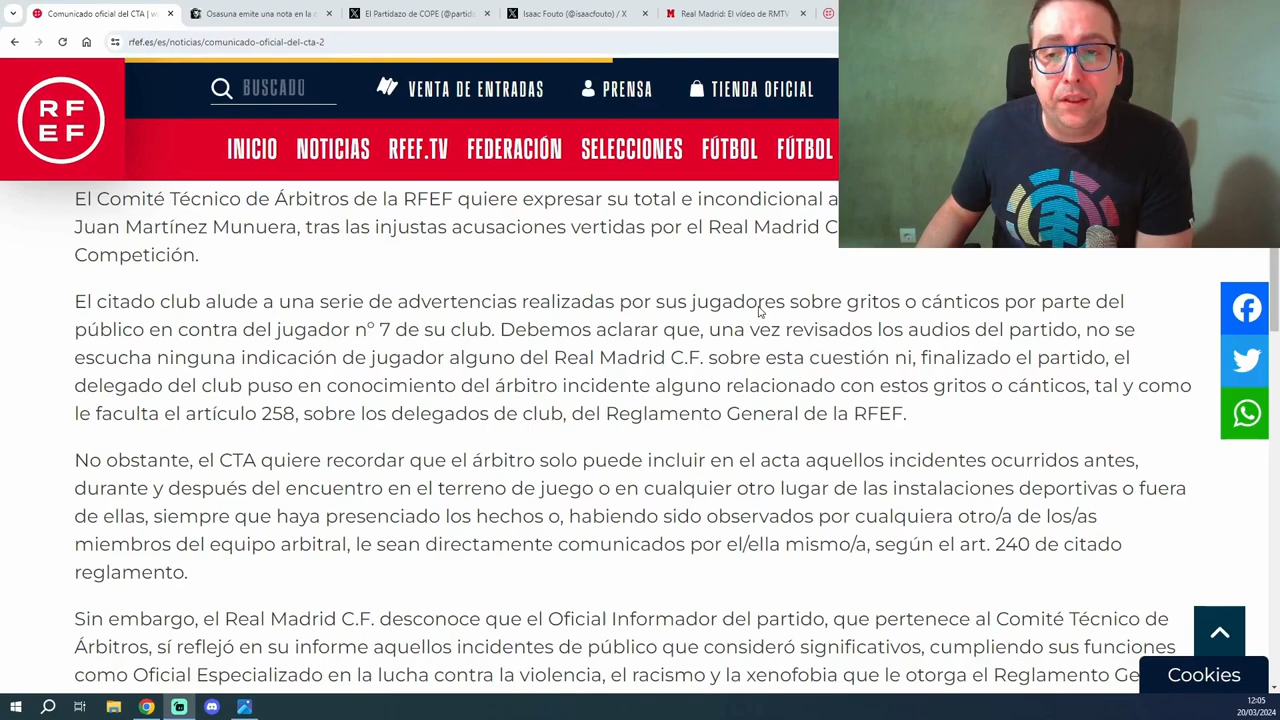 Comunicado oficial del CTA | w
Osasuna emite una nota en la c
El Partidazo de COPE (@partid
Isaac Fouto (@isaacfouto) / X
Real Madrid: El vídeo de RMTV
rfef.es/es/noticias/comunicado-oficial-del-cta-2
RF
EF
BUSCADO
VENTA DE ENTRADAS
PRENSA
TIENDA OFICIAL
INICIO NOTICIAS RFEF.TV FEDERACIÓN SELECCIONES FÚTBOL FÚTBOL
El Comité Técnico de Árbitros de la RFEF quiere expresar su total e incondicional a
Juan Martínez Munuera, tras las injustas acusaciones vertidas por el Real Madrid C
Competición.
El citado club alude a una serie de advertencias realizadas por sus jugadores sobre gritos o cánticos por parte del
público en contra del jugador nº 7 de su club. Debemos aclarar que, una vez revisados los audios del partido, no se
escucha ninguna indicación de jugador alguno del Real Madrid C.F. sobre esta cuestión ni, finalizado el partido, el
delegado del club puso en conocimiento del árbitro incidente alguno relacionado con estos gritos o cánticos, tal y como
le faculta el artículo 258, sobre los delegados de club, del Reglamento General de la RFEF.
No obstante, el CTA quiere recordar que el árbitro solo puede incluir en el acta aquellos incidentes ocurridos antes,
durante y después del encuentro en el terreno de juego o en cualquier otro lugar de las instalaciones deportivas o fuera
de ellas, siempre que haya presenciado los hechos o, habiendo sido observados por cualquiera otro/a de los/as
miembros del equipo arbitral, le sean directamente comunicados por el/ella mismo/a, según el art. 240 de citado
reglamento.
Sin embargo, el Real Madrid C.F. desconoce que el Oficial Informador del partido, que pertenece al Comité Técnico de
Árbitros, sí reflejó en su informe aquellos incidentes de público que consideró significativos, cumpliendo sus funciones
como Oficial Especializado en la lucha contra la violencia, el racismo y la xenofobia que le otorga el Reglamento Ge
Cookies
12:05
20/03/2024